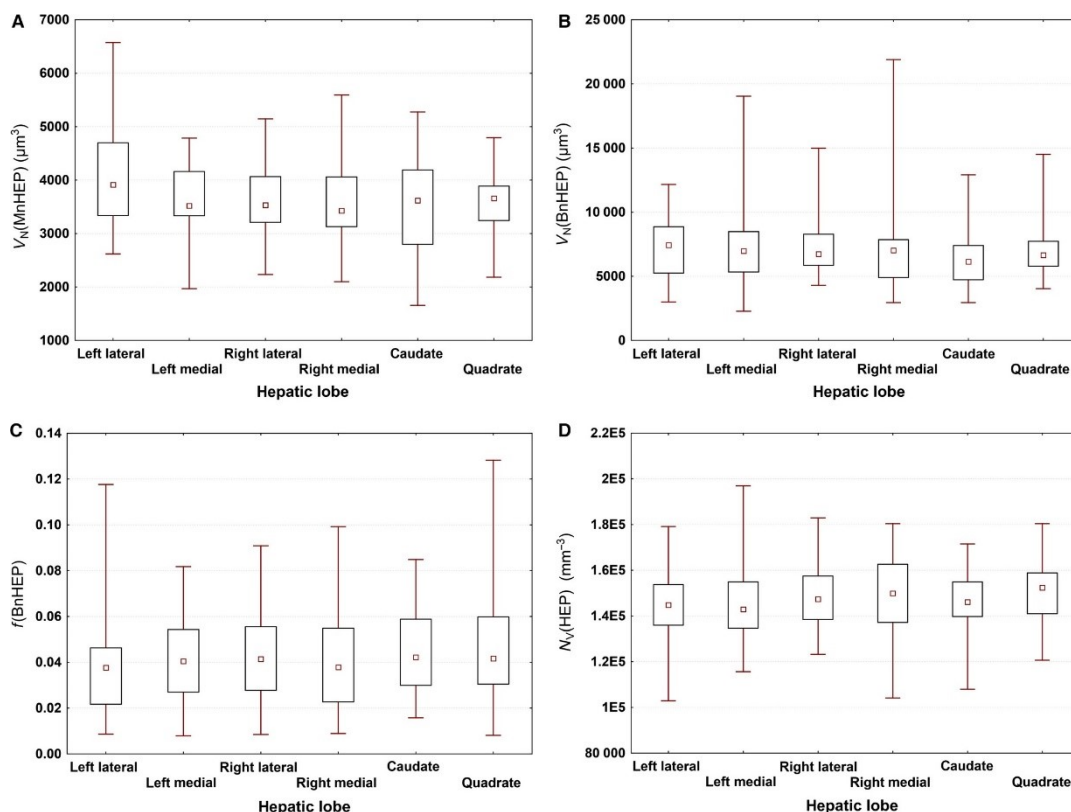 A
7000
6000
5000
4000
3000
2000
1000
V_N(MnHEP) (μm³)
Left lateral
Left medial
Right lateral
Right medial
Caudate
Quadrate
Hepatic lobe
B
25 000
20 000
15 000
10 000
5000
0
V_N(BnHEP) (μm³)
Left lateral
Left medial
Right lateral
Right medial
Caudate
Quadrate
Hepatic lobe
C
0.14
0.12
0.10
0.08
0.06
0.04
0.02
0.00
f(BnHEP)
Left lateral
Left medial
Right lateral
Right medial
Caudate
Quadrate
Hepatic lobe
D
2.2E5
2E5
1.8E5
1.6E5
1.4E5
1.2E5
1E5
80 000
N_V(HEP) (mm⁻³)
Left lateral
Left medial
Right lateral
Right medial
Caudate
Quadrate
Hepatic lobe